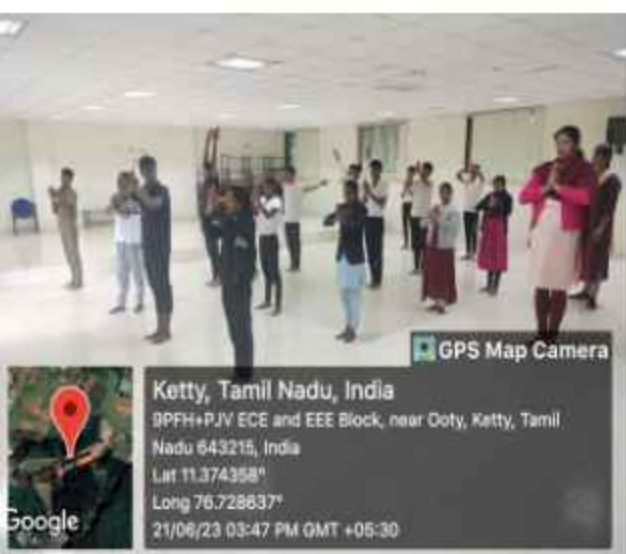 GPS Map Camera
Ketty, Tamil Nadu, India
9PFH+PJV ECE and EEE Block, near Ooty, Ketty, Tamil
Nadu 643215, India
Lat 11.374358°
Long 76.728637°
21/06/23 03:47 PM GMT +05:30
Google